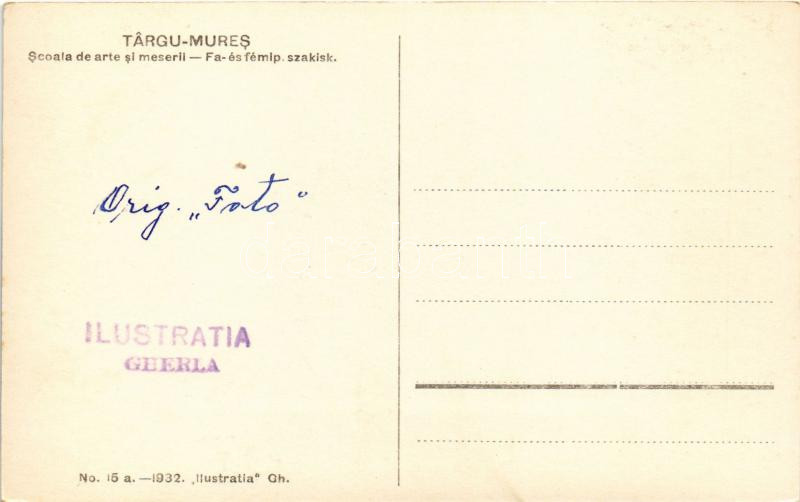 TÂRGU-MUREȘ
Școala de arte și meserii — Fa- és fémip. szakisk.
Orig. „Foto"
ILUSTRATIA
GHERLA
No. 15 a. —1932. „Ilustratia" Gh.